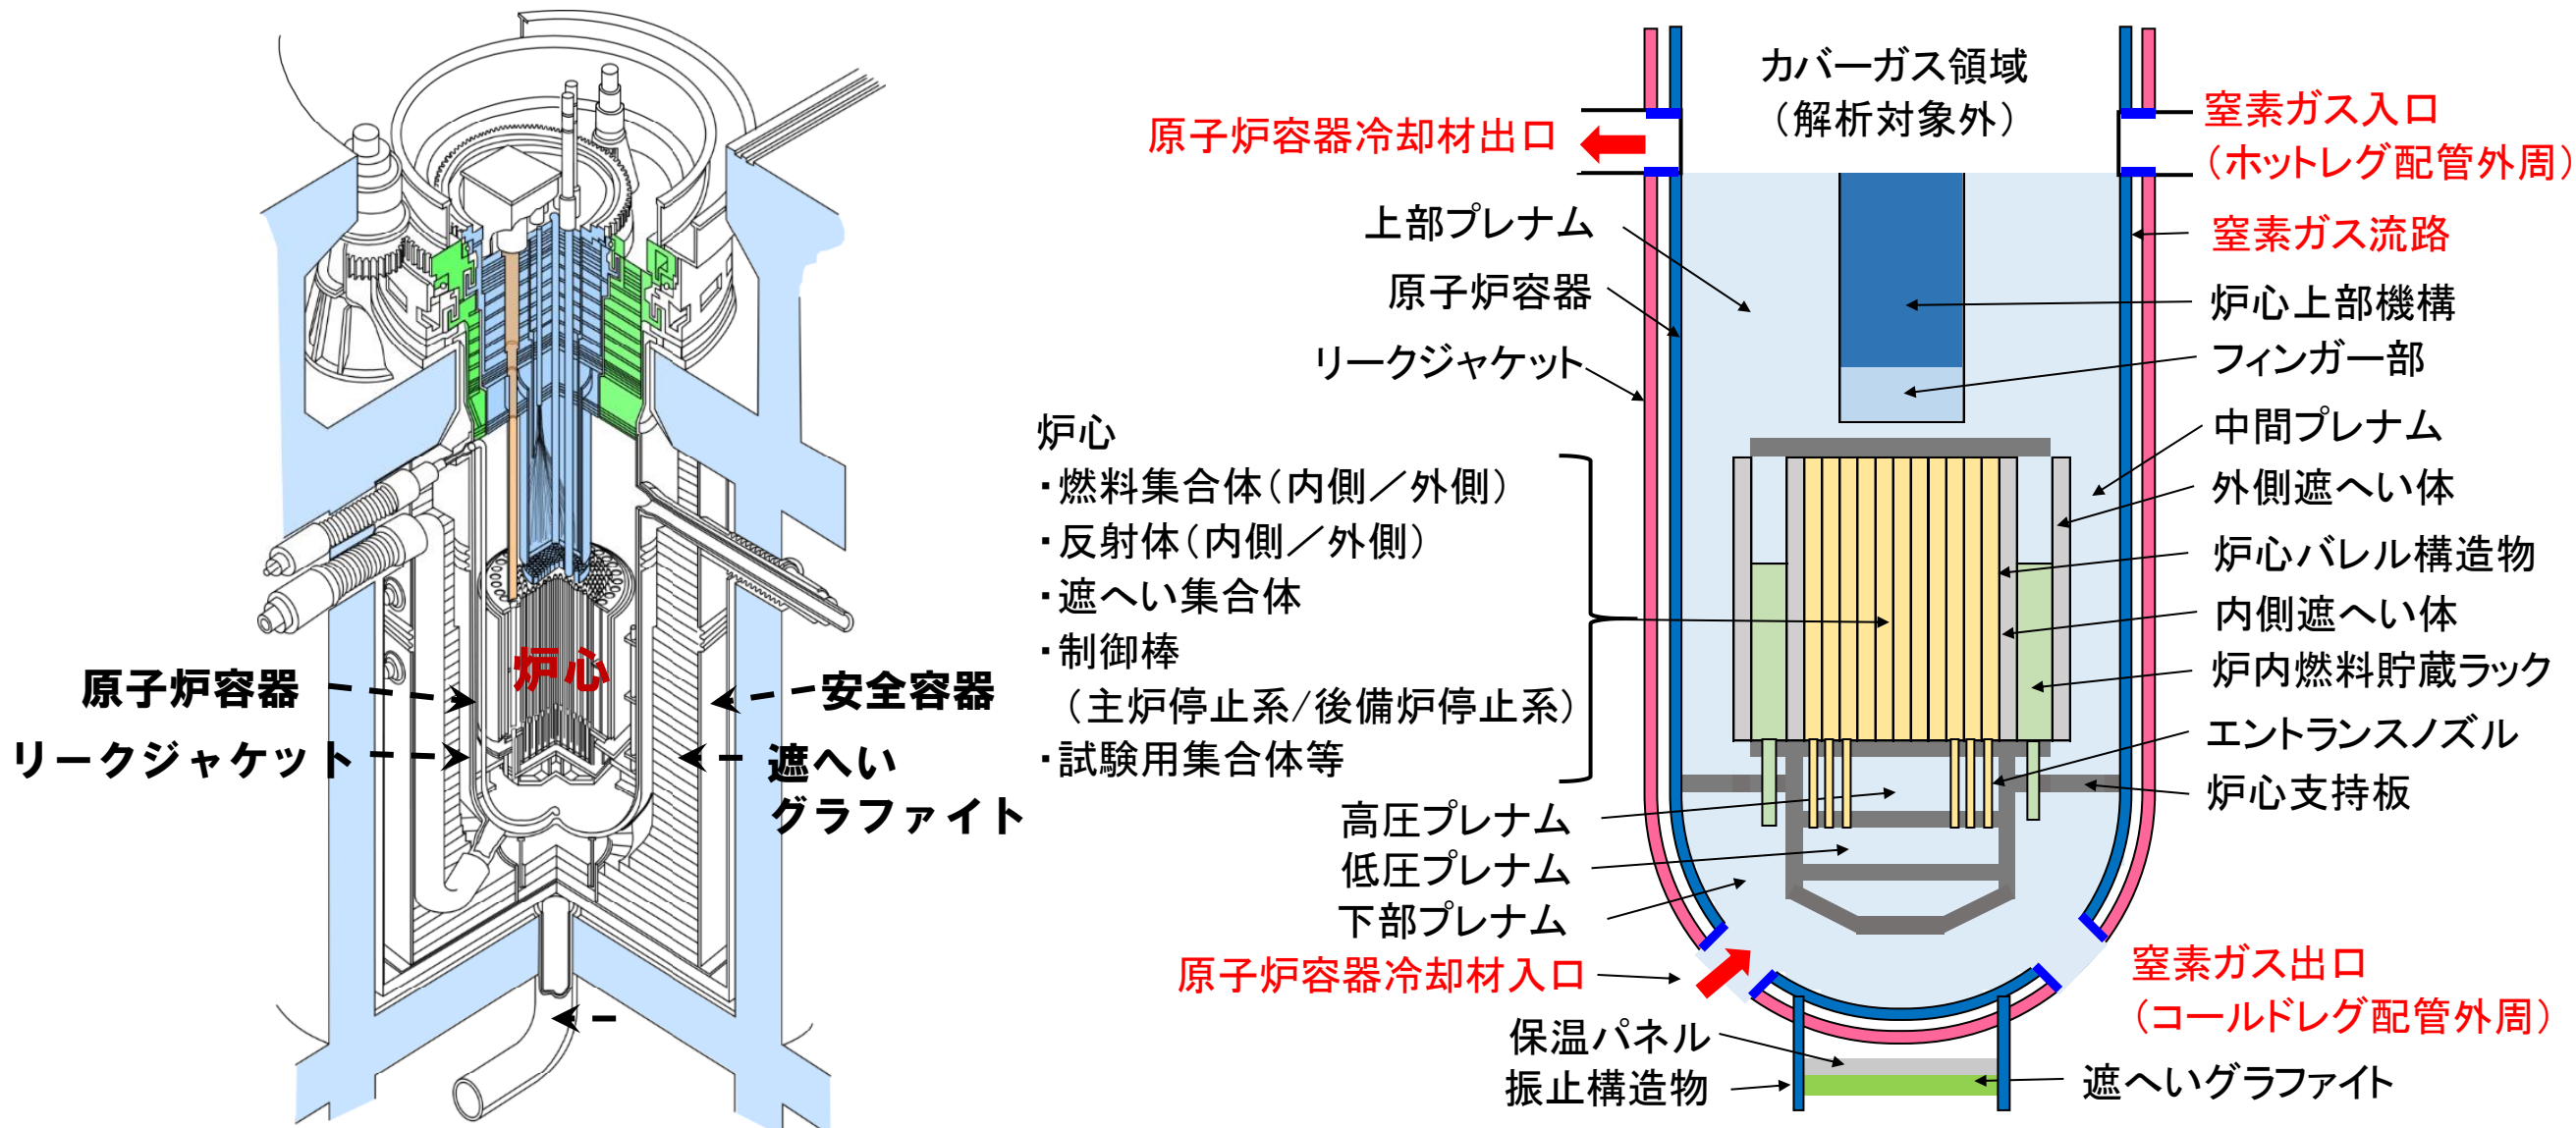 炉心
原子炉容器
リークジャケット
安全容器
遮へい
グラファイト
カバーガス領域
（解析対象外）
原子炉容器冷却材出口
上部プレナム
原子炉容器
リークジャケット
炉心
・燃料集合体（内側／外側）
・反射体（内側／外側）
・遮へい集合体
・制御棒
（主炉停止系/後備炉停止系）
・試験用集合体等
高圧プレナム
低圧プレナム
下部プレナム
原子炉容器冷却材入口
保温パネル
振止構造物
窒素ガス入口
（ホットレグ配管外周）
窒素ガス流路
炉心上部機構
フィンガー部
中間プレナム
外側遮へい体
炉心バレル構造物
内側遮へい体
炉内燃料貯蔵ラック
エントランスノズル
炉心支持板
窒素ガス出口
（コールドレグ配管外周）
遮へいグラファイト